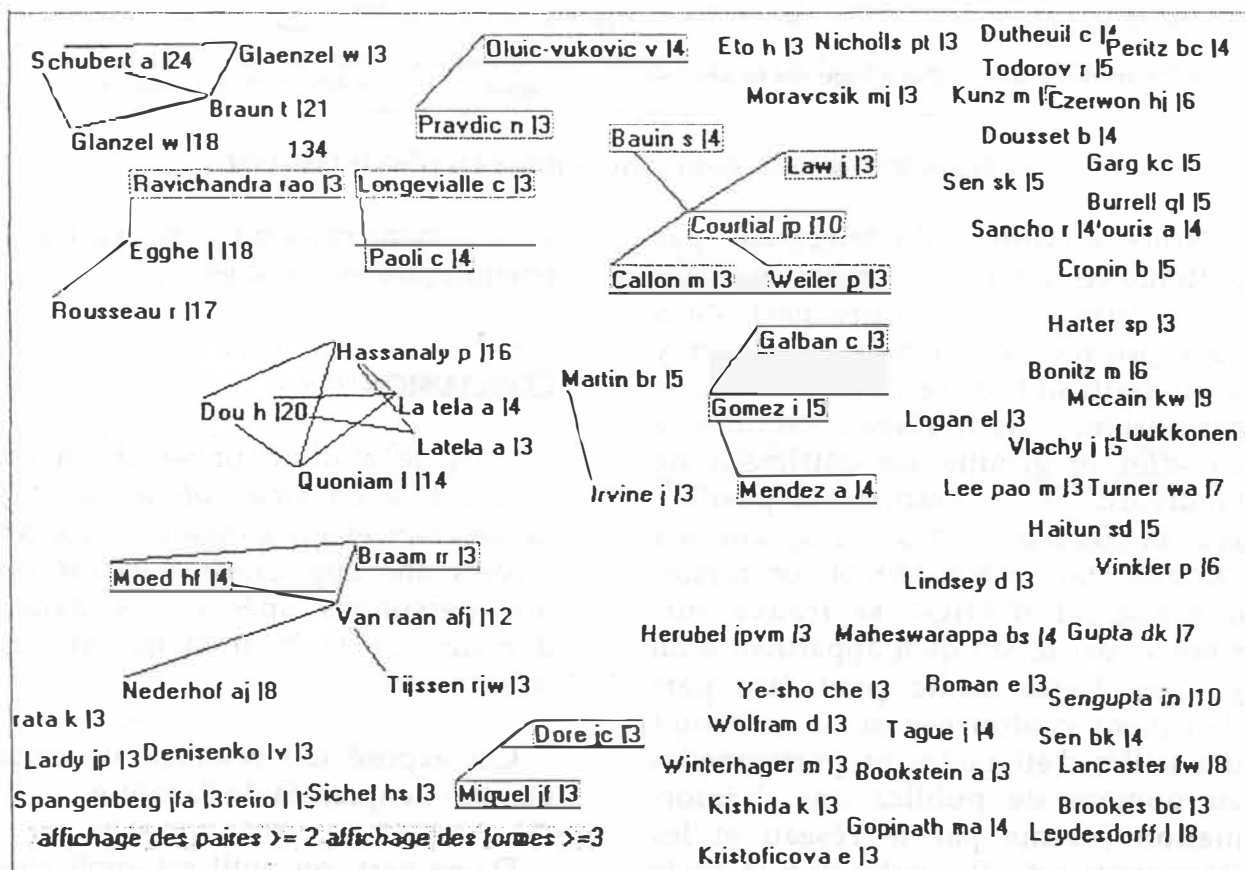 Schubert a |24
Glaenzel w |3
Braun t |21
Glanzel w |18
134
Oluic-vukovic v |4
Pravdic n |3
Eto h |3
Nicholls pt |3
Dutheuil c |4
Peritz bc |4
Todorov r |5
Moravcsik mj |3
Kunz m
Czerwon hj |6
Bauin s |4
Law j |3
Dousset b |4
Garg kc |5
Ravichandra rao |3
Longevialle c |3
Sen sk |5
Burrell ql |5
Courtial jp |10
Sancho r |4
'ouris a |4
Egghe l |18
Paoli c |4
Callon m |3
Weiler p |3
Cronin b |5
Rousseau r |17
Harter sp |3
Hassanaly p |16
Galban c |3
Martin br |5
Bonitz m |6
Dou h |20
La tela a |4
Gomez i |5
Mccain kw |9
Logan el |3
Luukkonen
Latela a |3
Vlachy j
Quoniam l |14
Irvine j |3
Mendez a |4
Lee pao m |3
Turner wa |7
Haitun sd |5
Braam rr |3
Moed hf |4
Vinkler p |6
Lindsey d |3
Van raan afj |12
Herubel jpvm |3
Maheswarappa bs |4
Gupta dk |7
Nederhof aj |8
Tijssen rjw |3
Ye-sho che |3
Roman e |3
Sengupta in |10
rata k |3
Dore jc |3
Wolfram d |3
Tague j |4
Sen bk |4
Lardy jp |3
Denisenko lv |3
Winterhager m |3
Bookstein a |3
Lancaster fw |8
Spangenberg jfa |3
reiro l |3
Sichel hs |3
Miquel jf |3
Kishida k |3
Brookes bc |3
Gopinath ma |4
Leydesdorff l |8
affichage des paires >= 2 affichage des formes >=3
Kristoficova e |3